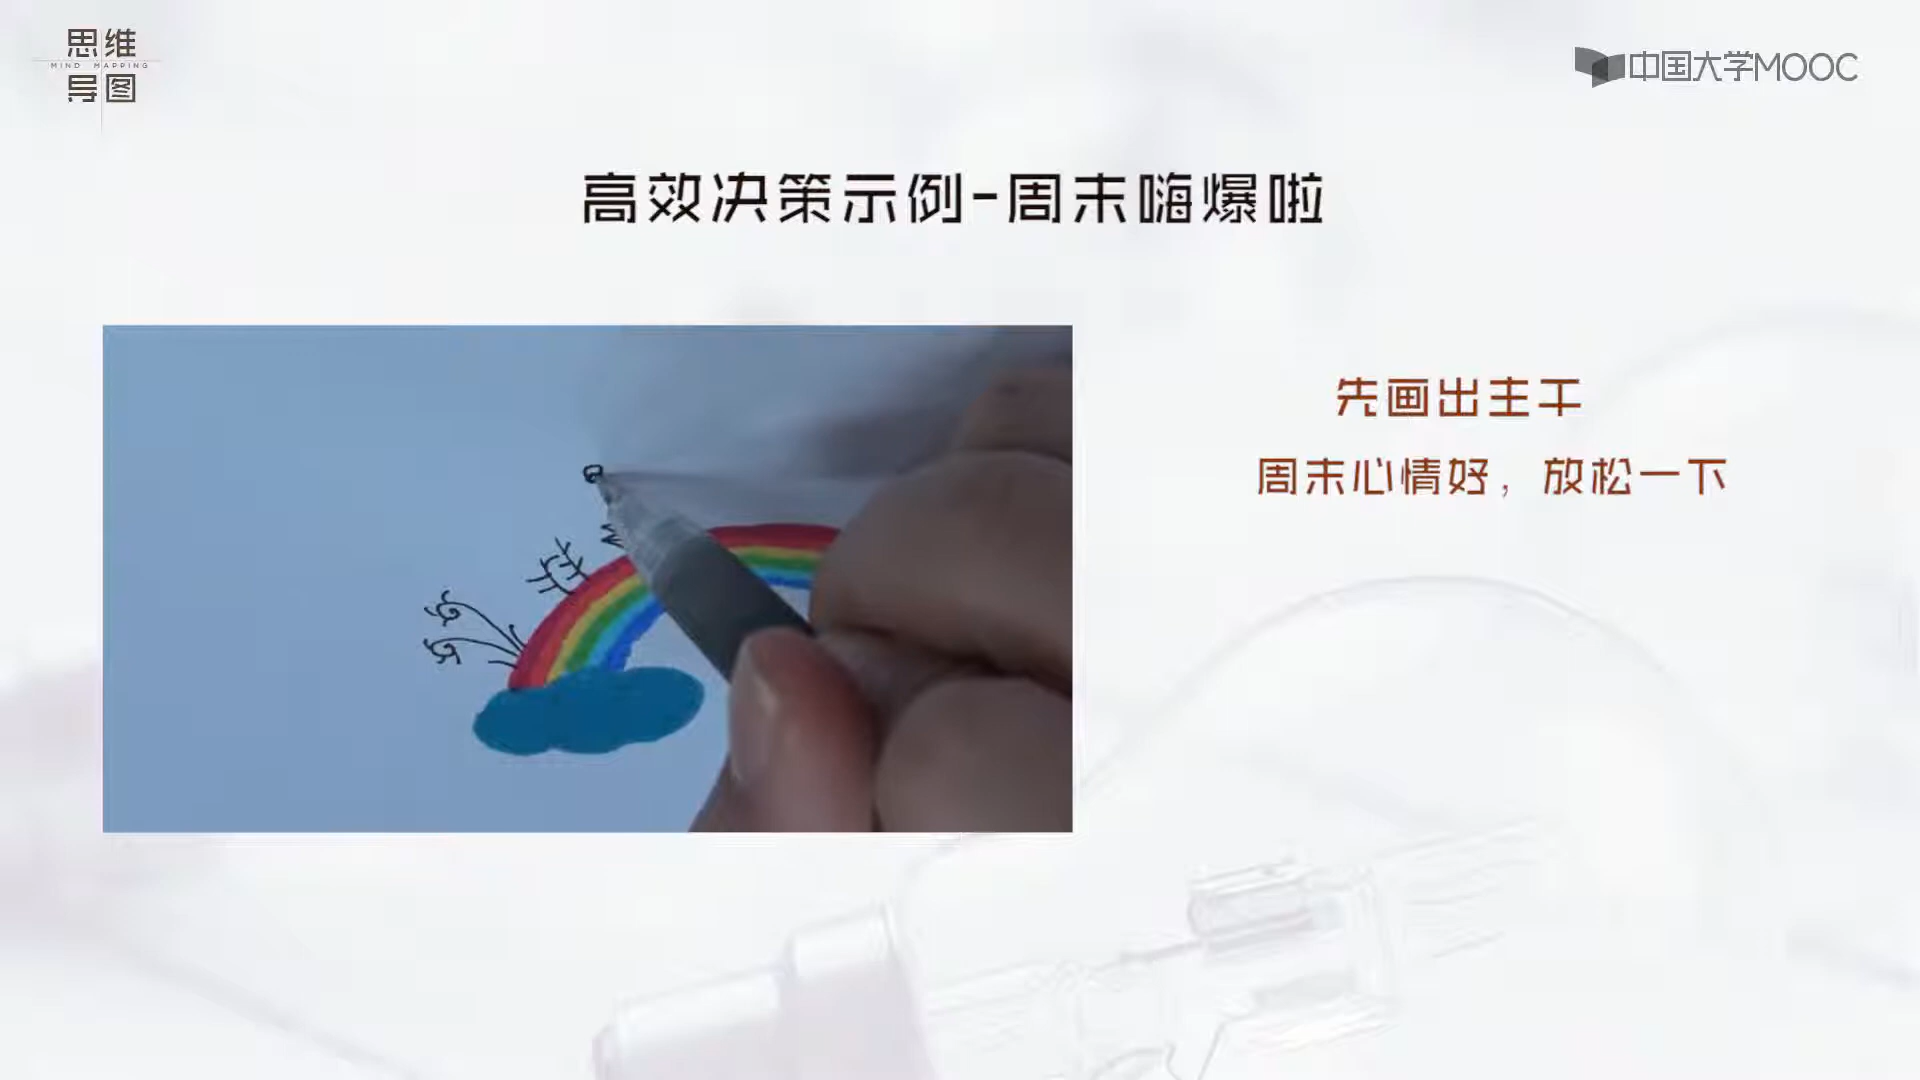 思维
MIND MAPPING
导图
中国大学MOOC
高效决策示例-周末嗨爆啦
先画出主干
周末心情好，放松一下